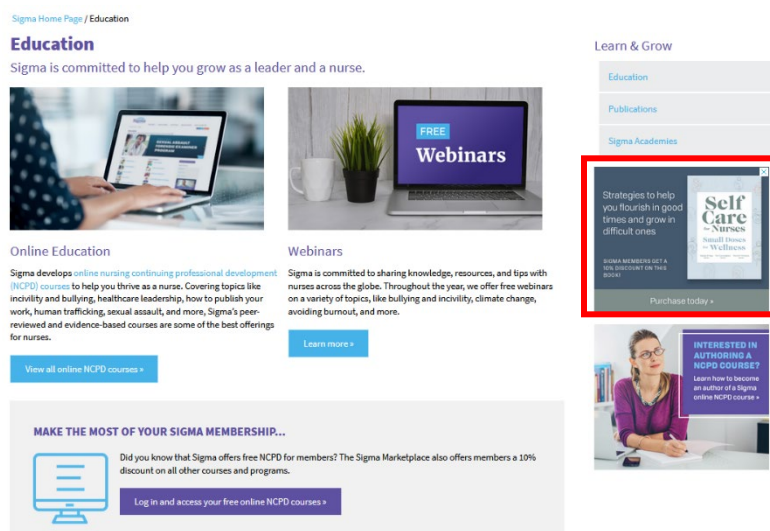 Sigma Home Page / Education
Education
Sigma is committed to help you grow as a leader and a nurse.
FREE
Webinars
Online Education
Sigma develops online nursing continuing professional development
(NCPD) courses to help you thrive as a nurse. Covering topics like
incivility and bullying, healthcare leadership, how to publish your
work, human trafficking, sexual assault, and more, Sigma's peer-
reviewed and evidence-based courses are some of the best offerings
for nurses.
View all online NCPD courses »
Webinars
Sigma is committed to sharing knowledge, resources, and tips with
nurses across the globe. Throughout the year, we offer free webinars
on a variety of topics, like bullying and incivility, climate change,
avoiding burnout, and more.
Learn more »
MAKE THE MOST OF YOUR SIGMA MEMBERSHIP...
Did you know that Sigma offers free NCPD for members? The Sigma Marketplace also offers members a 10%
discount on all other courses and programs.
Log in and access your free online NCPD courses »
Learn & Grow
Education
Publications
Sigma Academies
Strategies to help
you flourish in good
times and grow in
difficult ones
SIGMA MEMBERS GET A
10% DISCOUNT ON THIS
BOOK!
Self
Care
for Nurses
Small Doses
for Wellness
Purchase today »
INTERESTED IN
AUTHORING A
NCPD COURSE?
Learn how to become
an author of a Sigma
online NCPD course »